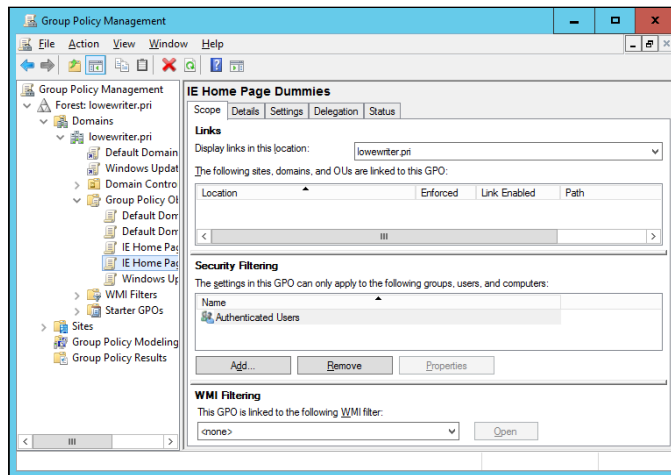 Group Policy Management
File Action View Window Help
Group Policy Management
Forest: lowewriter.pri
Domains
lowewriter.pri
Default Domain
Windows Updat
Domain Contro
Group Policy Ob
Default Dom
Default Dom
IE Home Pag
IE Home Pag
Windows Up
WMI Filters
Starter GPOs
Sites
Group Policy Modeling
Group Policy Results
IE Home Page Dummies
Scope Details Settings Delegation Status
Links
Display links in this location: lowewriter.pri
The following sites, domains, and OUs are linked to this GPO:
Location Enforced Link Enabled Path
Security Filtering
The settings in this GPO can only apply to the following groups, users, and computers:
Name
Authenticated Users
Add... Remove Properties
WMI Filtering
This GPO is linked to the following WMI filter:
<none> Open